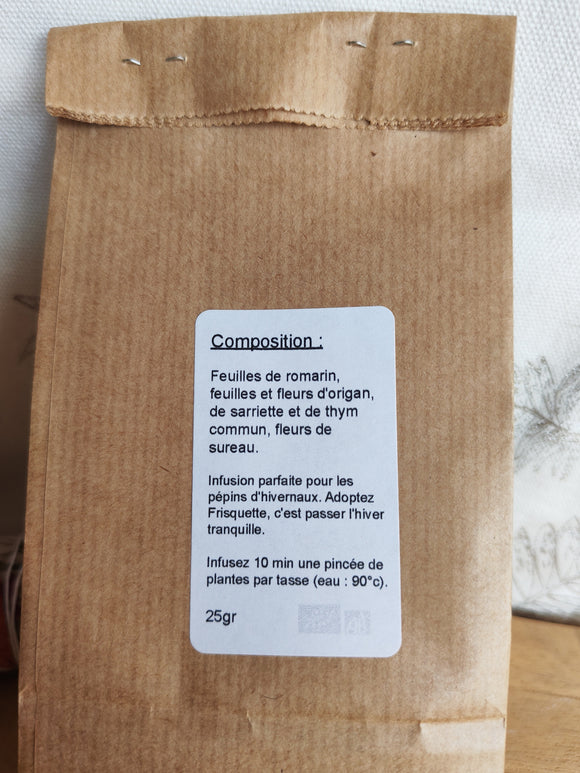 Composition :
Feuilles de romarin,
feuilles et fleurs d'origan,
de sarriette et de thym
commun, fleurs de
sureau.
Infusion parfaite pour les
pépins d'hivernaux. Adoptez
Frisquette, c'est passer l'hiver
tranquille.
Infusez 10 min une pincée de
plantes par tasse (eau : 90°c).
25gr